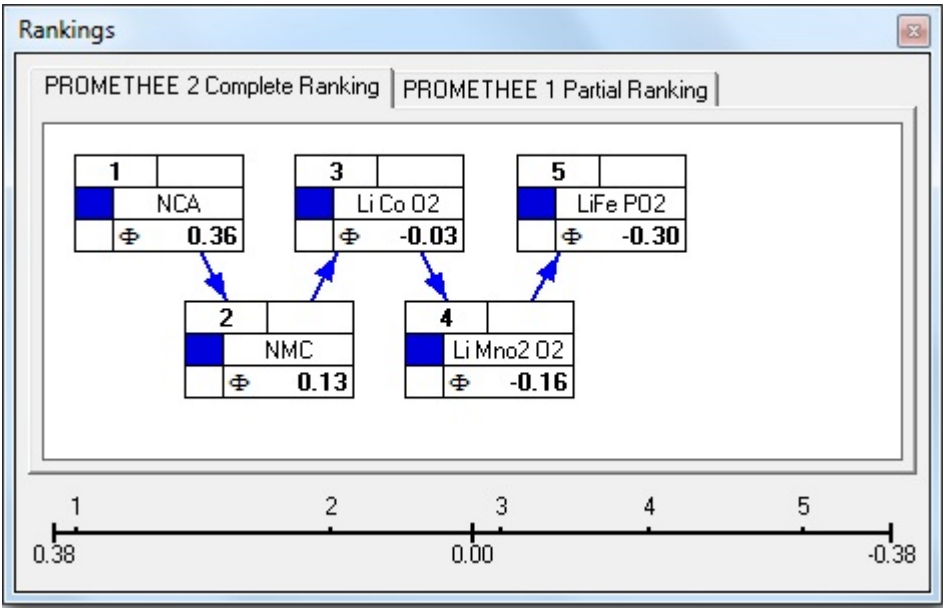 Rankings
PROMETHEE 2 Complete Ranking
PROMETHEE 1 Partial Ranking
1
NCA
Φ 0.36
2
NMC
Φ 0.13
3
Li Co O2
Φ -0.03
4
Li Mno2 O2
Φ -0.16
5
LiFe PO2
Φ -0.30
1 2 3 4 5
0.38 0.00 -0.38